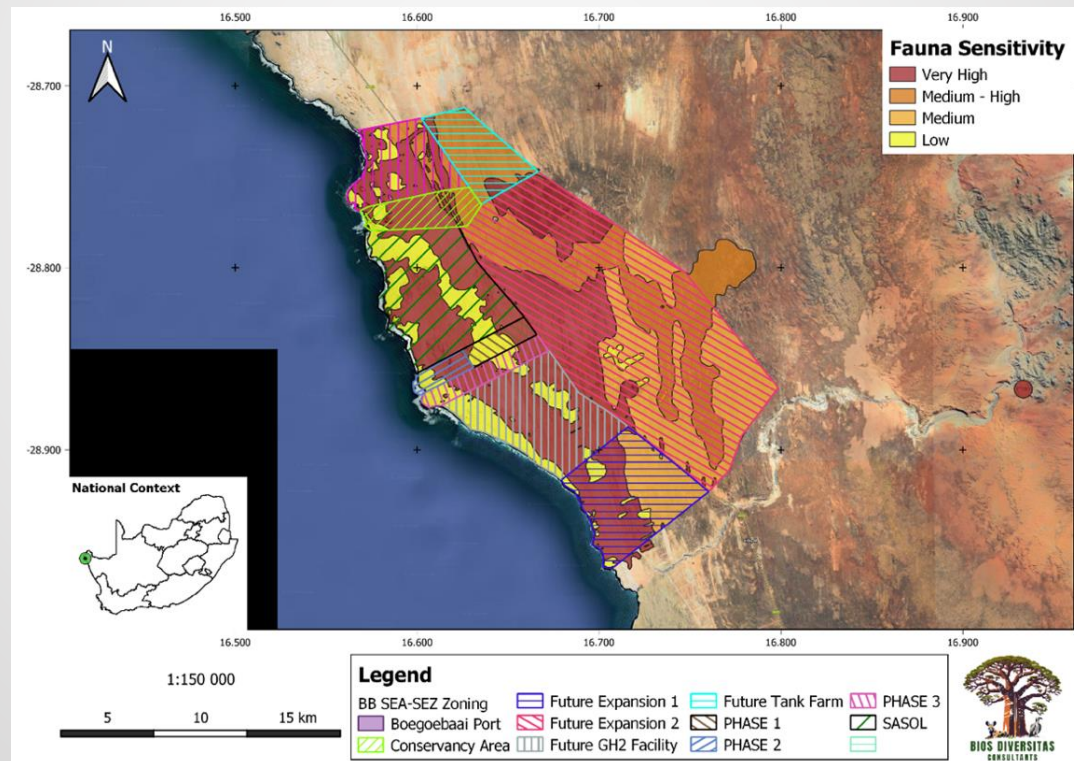 16.500 16.600 16.700 16.800 16.900
N
Fauna Sensitivity
Very High
Medium - High
Medium
Low
-28.700
-28.800
-28.900
National Context
16.500 16.600 16.700 16.800 16.900
1:150 000
5 10 15 km
Legend
BB SEA-SEZ Zoning
Boegoebaai Port
Conservancy Area
Future Expansion 1
Future Expansion 2
Future GH2 Facility
Future Tank Farm
PHASE 1
PHASE 2
PHASE 3
SASOL
BIOS DIVERSITAS
CONSULTANTS